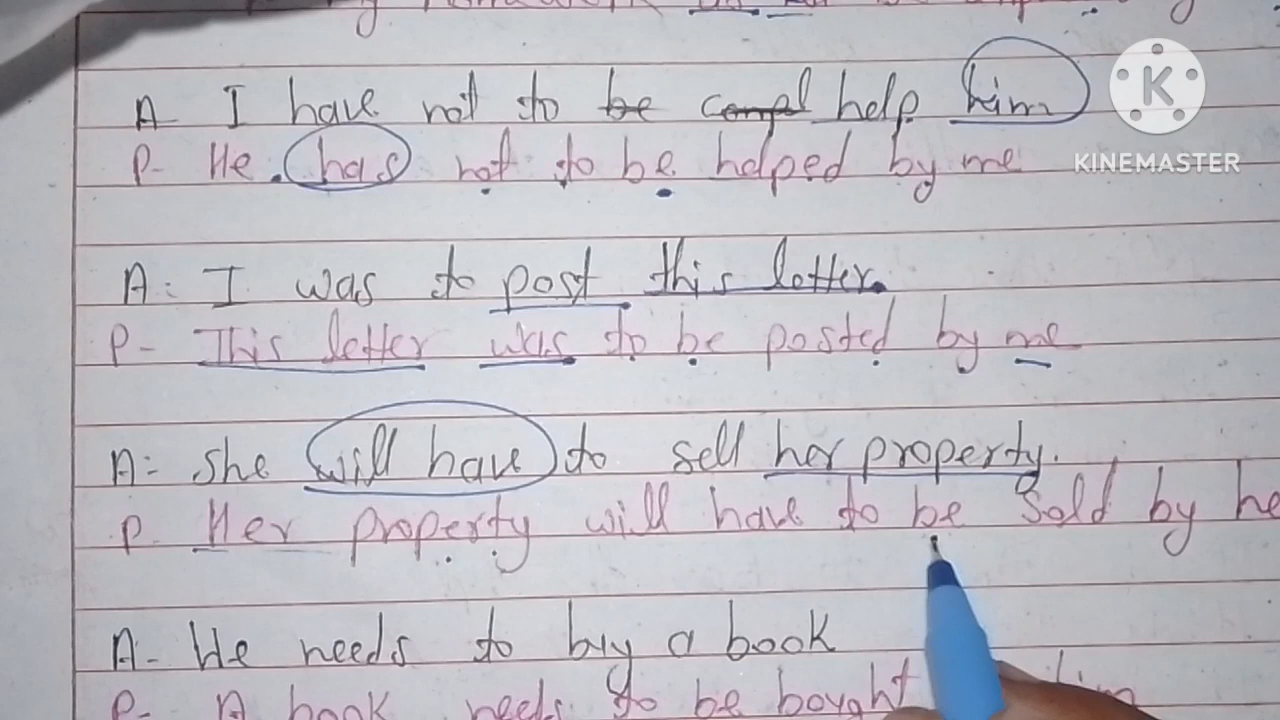 A I have not to be compl help him
P- He has not to be helped by me
A: I was to post this letter.
P- This letter was to be posted by me
A: She will have to sell her property.
P. Her property will have to be Sold by he
A- He needs to buy a book
P- A book needs to be bought him
K
KINEMASTER